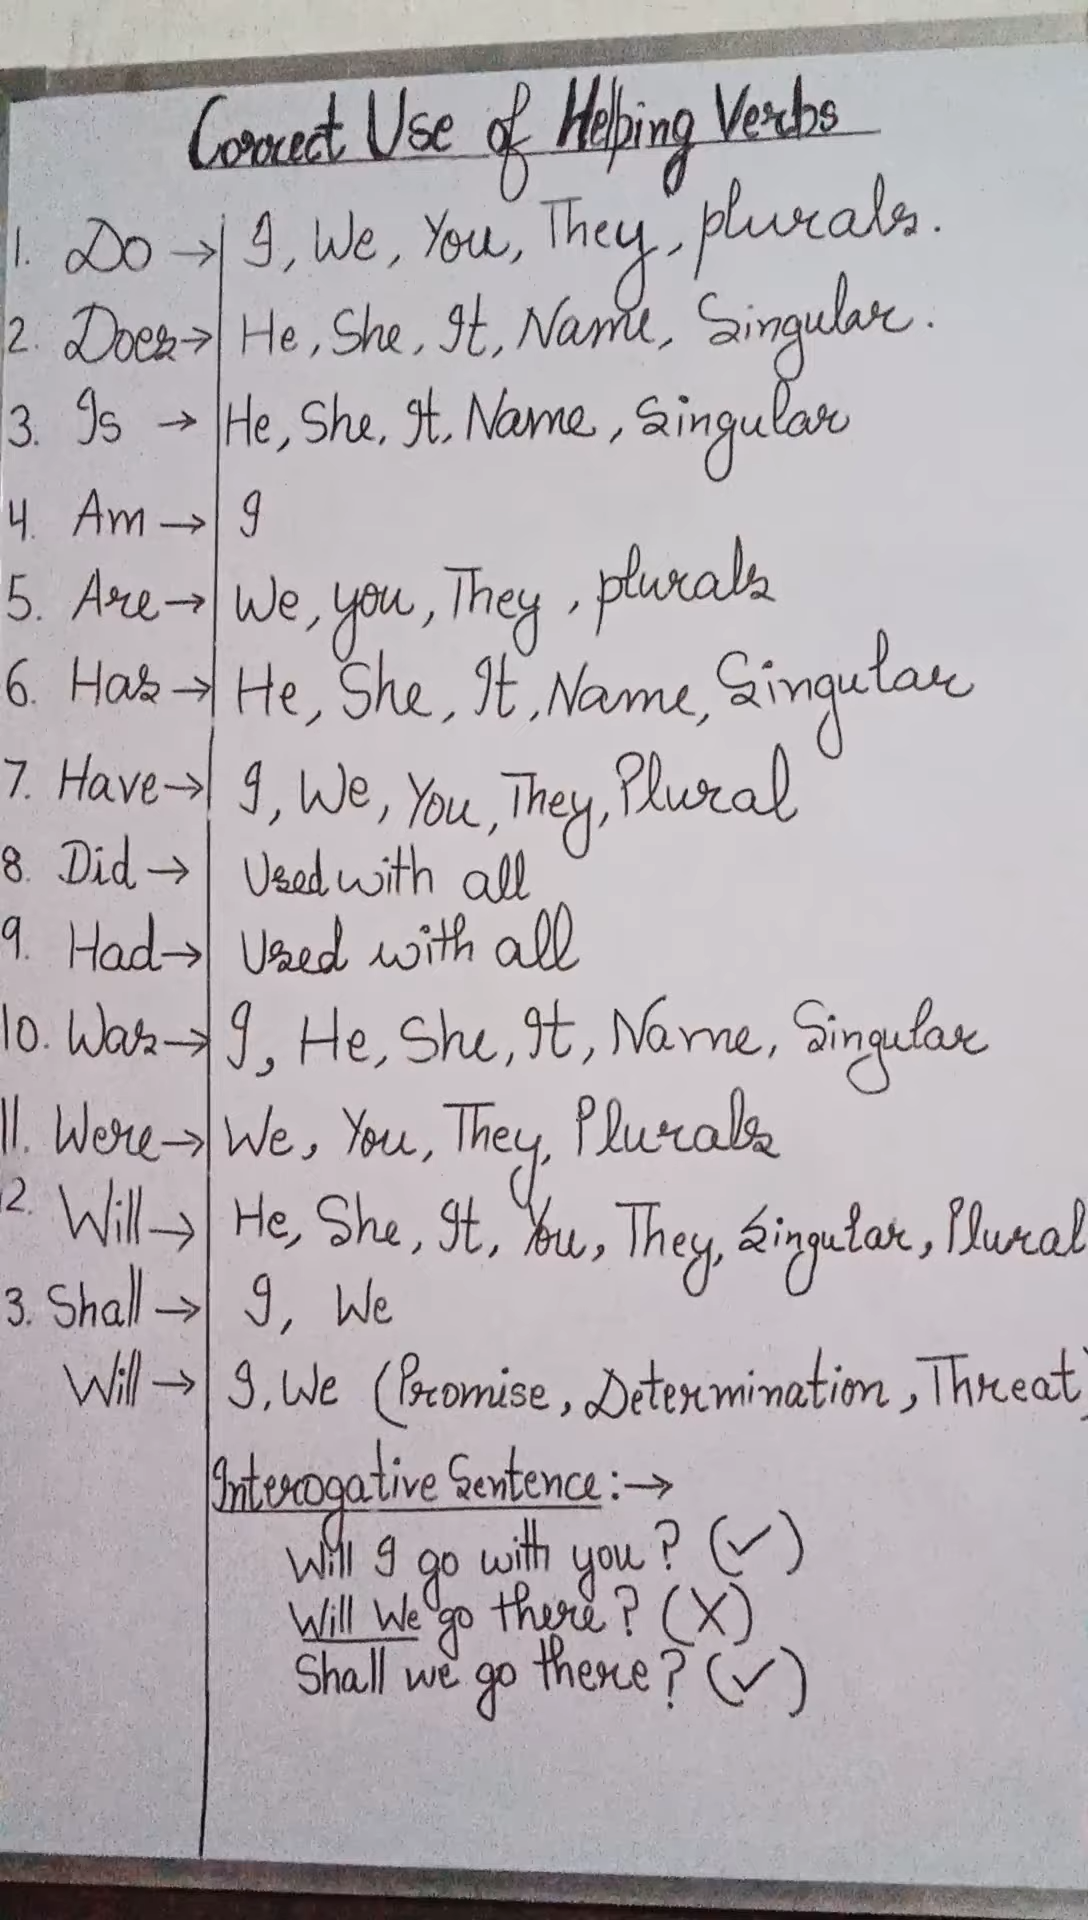 Correct Use of Helping Verbs
1. Do → I, We, You, They, plurals.
2. Does → He, She, It, Name, Singular.
3. Is → He, She, It, Name, Singular
4. Am → I
5. Are → We, you, They, plurals
6. Has → He, She, It, Name, Singular
7. Have → I, We, You, They, Plural
8. Did → Used with all
9. Had → Used with all
10. Was → I, He, She, It, Name, Singular
11. Were → We, You, They, Plurals
2. Will → He, She, It, You, They, Singular, Plural
3. Shall → I, We
Will → I, We (Promise, Determination, Threat)
Interogative Sentence :→
Will I go with you? (✓)
Will We go there? (X)
Shall we go there? (✓)